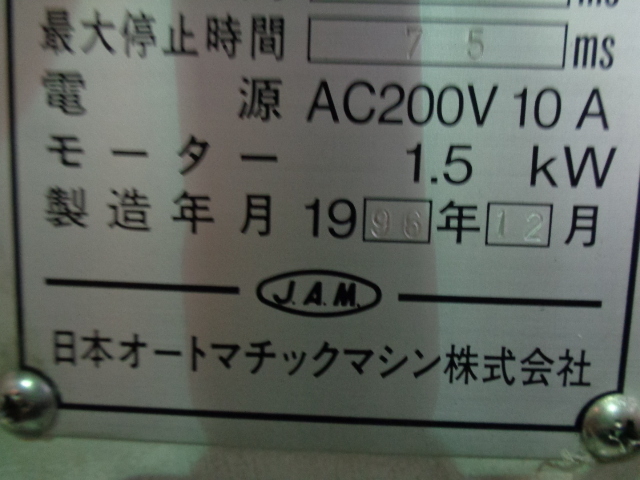 ms
最大停止時間 75 ms
電源 AC200V 10A
モーター 1.5 kW
製造年月 1996年12月
J.A.M.
日本オートマチックマシン株式会社